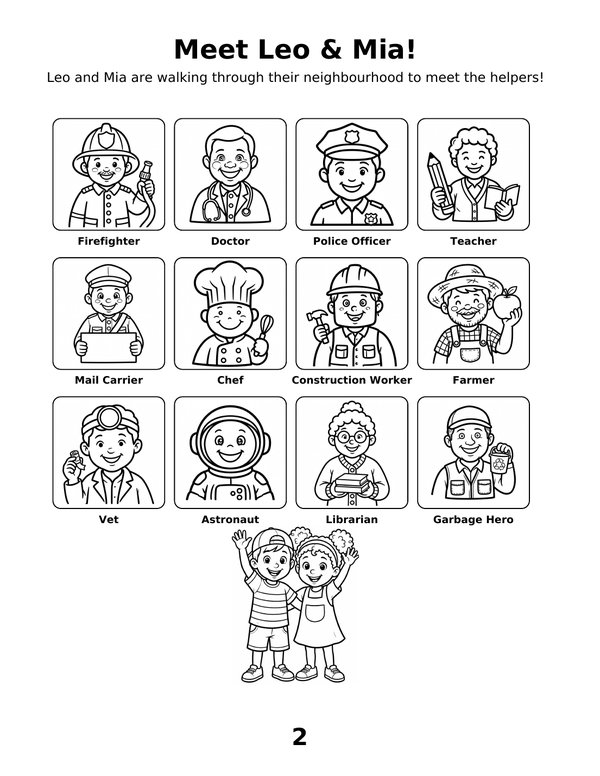 Meet Leo & Mia!
Leo and Mia are walking through their neighbourhood to meet the helpers!
Firefighter
Doctor
Police Officer
Teacher
Mail Carrier
Chef
Construction Worker
Farmer
Vet
Astronaut
Librarian
Garbage Hero
2